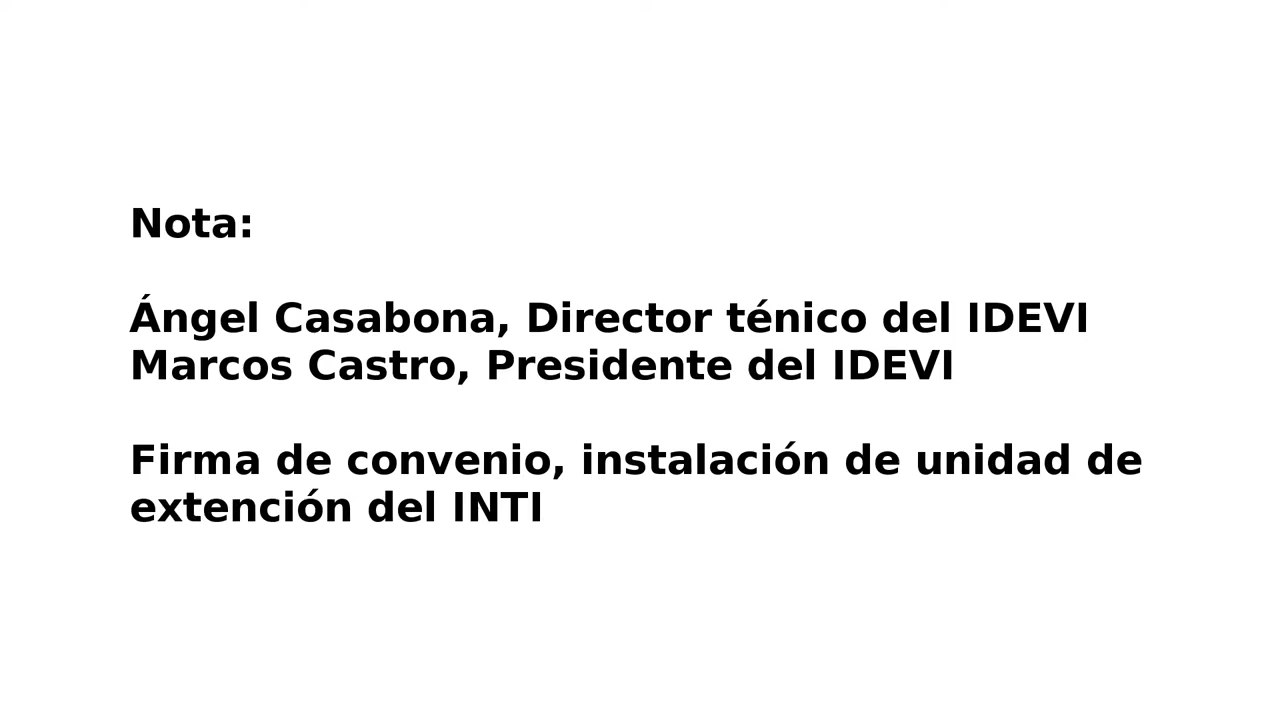 Nota:
Ángel Casabona, Director ténico del IDEVI
Marcos Castro, Presidente del IDEVI
Firma de convenio, instalación de unidad de
extención del INTI